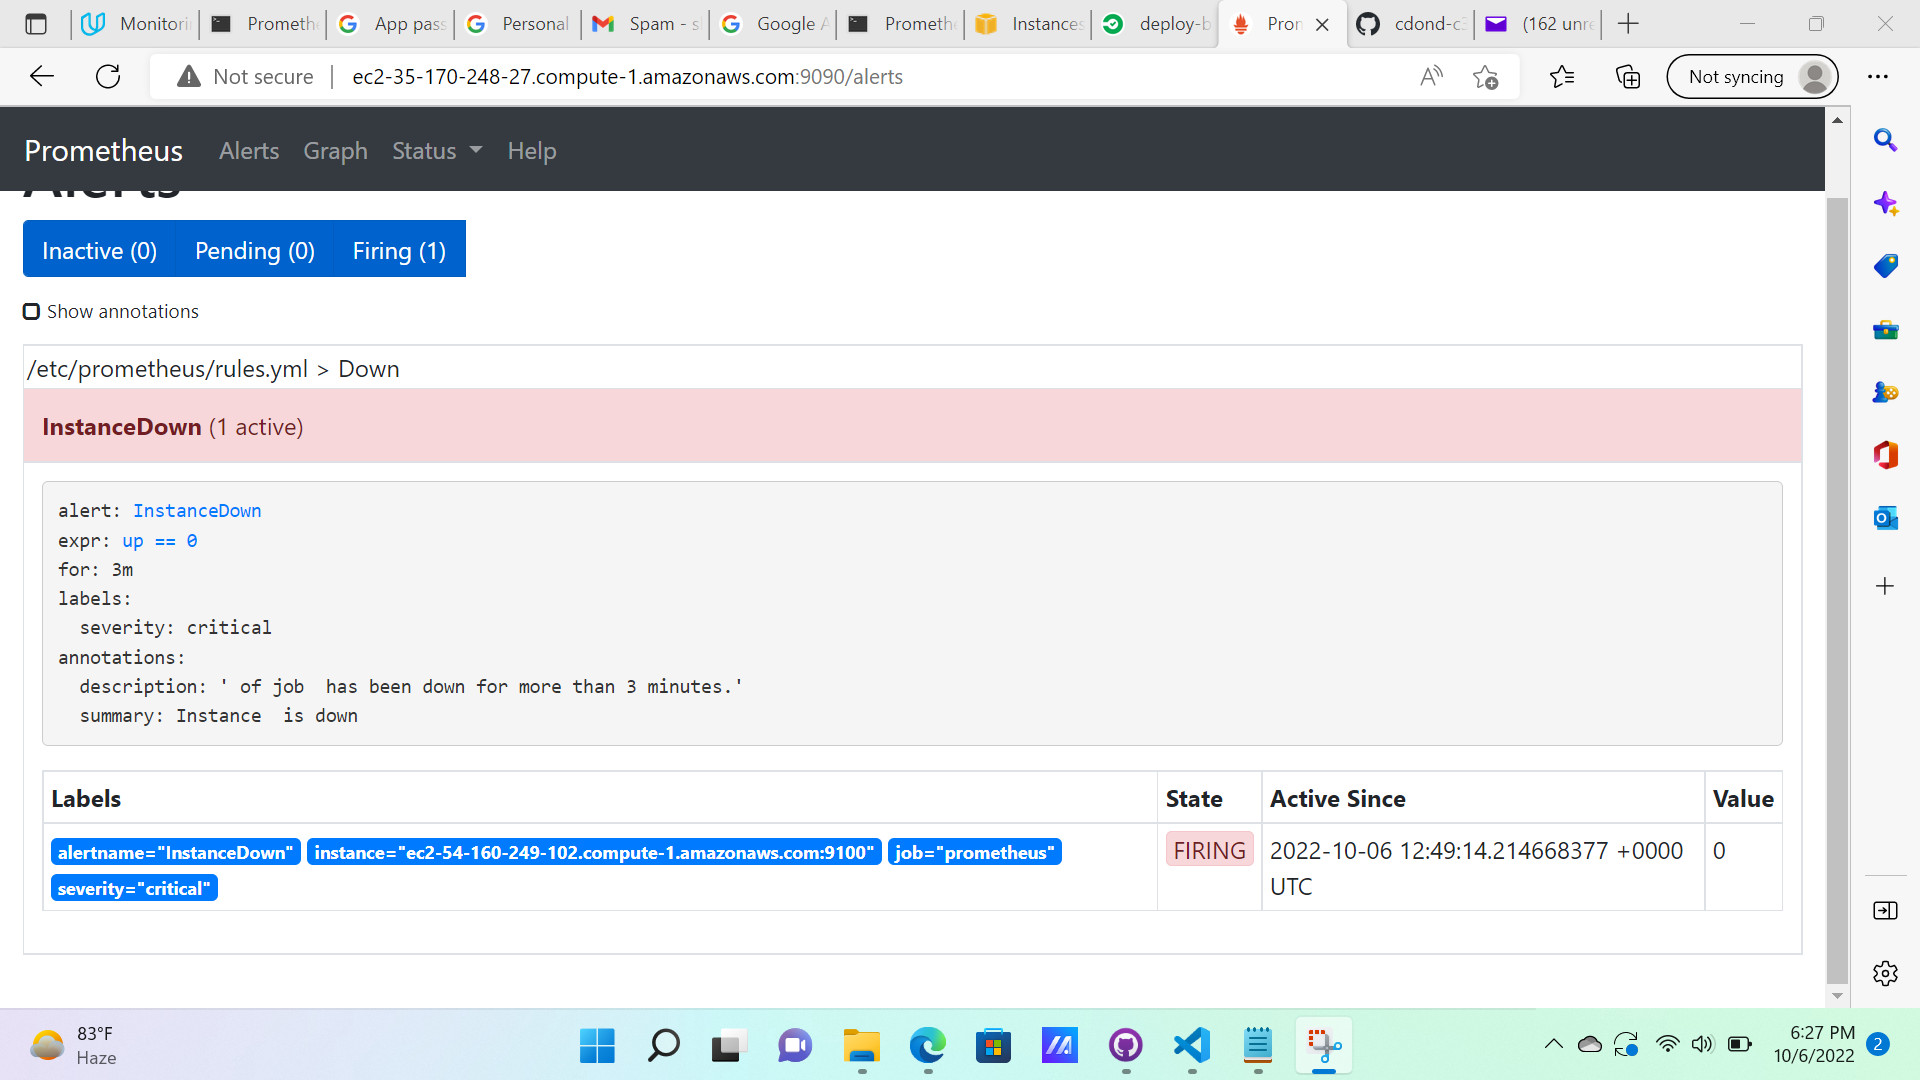 Monitorin
Prometh
App pass
Personal
Spam - s
Google A
Prometh
Instances
deploy-b
Pron
cdond-c3
(162 unre
Not secure
ec2-35-170-248-27.compute-1.amazonaws.com:9090/alerts
Not syncing
Prometheus Alerts Graph Status Help
Alerts
Inactive (0) Pending (0) Firing (1)
Show annotations
/etc/prometheus/rules.yml > Down
InstanceDown (1 active)
alert: InstanceDown
expr: up == 0
for: 3m
labels:
severity: critical
annotations:
description: ' of job  has been down for more than 3 minutes.'
summary: Instance  is down
Labels State Active Since Value
alertname="InstanceDown" instance="ec2-54-160-249-102.compute-1.amazonaws.com:9100" job="prometheus" FIRING 2022-10-06 12:49:14.214668377 +0000 0
severity="critical" UTC
83°F
Haze
6:27 PM
10/6/2022
2